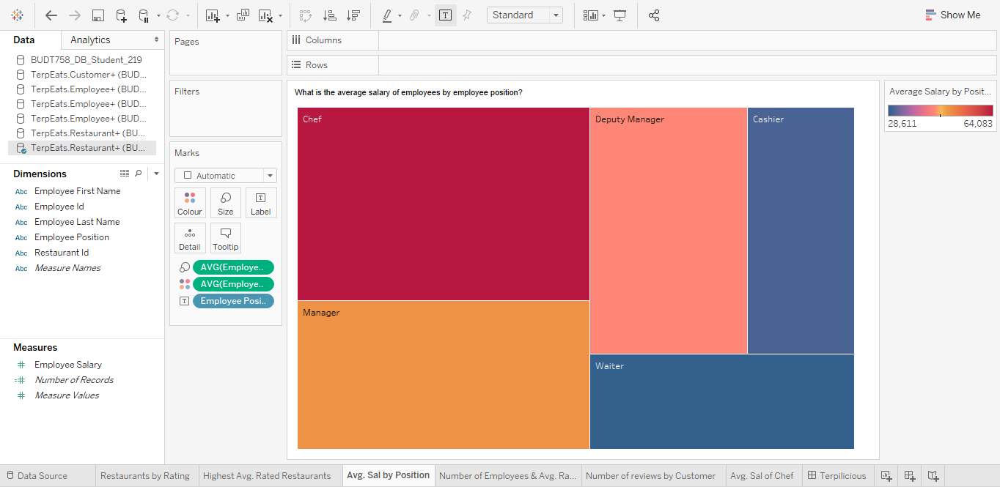 Standard
Show Me
Data
Analytics
BUDT758_DB_Student_219
TerpEats.Customer+ (BUD...
TerpEats.Employee+ (BUD...
TerpEats.Employee+ (BUD...
TerpEats.Employee+ (BUD...
TerpEats.Restaurant+ (BU...
TerpEats.Restaurant+ (BU...
Dimensions
Abc Employee First Name
Abc Employee Id
Abc Employee Last Name
Abc Employee Position
Abc Restaurant Id
Abc Measure Names
Measures
Employee Salary
Number of Records
Measure Values
Pages
Filters
Marks
Automatic
Colour Size Label
Detail Tooltip
AVG(Employe..
AVG(Employe..
Employee Posi..
Columns
Rows
What is the average salary of employees by employee position?
Chef
Deputy Manager
Cashier
Manager
Waiter
Average Salary by Posit...
28,611 64,083
Data Source Restaurants by Rating Highest Avg. Rated Restaurants Avg. Sal by Position Number of Employees & Avg. Ra... Number of reviews by Customer Avg. Sal of Chef Terpilicious